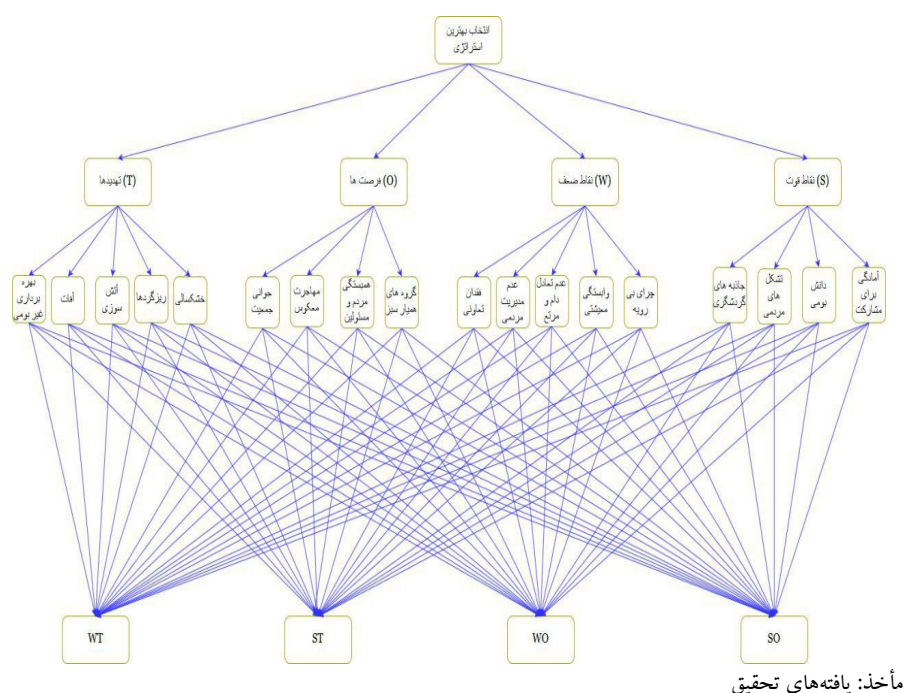 انتخاب بهترین
استراتژی
(S) نقاط قوت
(W) نقاط ضعف
(O) فرصت ها
(T) تهدیدها
آمادگی
برای
مشارکت
دانش
بومی
تشکل
های
مردمی
جاذبه های
گردشگری
چرای بی
رویه
وابستگی
معیشتی
عدم تعادل
دام و
مرتع
عدم
مدیریت
مردمی
فقدان
تعاونی
گروه های
همیار سبز
همبستگی
مردم و
مسئولین
مهاجرت
معکوس
جوانی
جمعیت
خشکسالی
ریزگردها
آتش
سوزی
آفات
بهره
برداری
غیر بومی
SO
WO
ST
WT
مأخذ: یافته‌های تحقیق